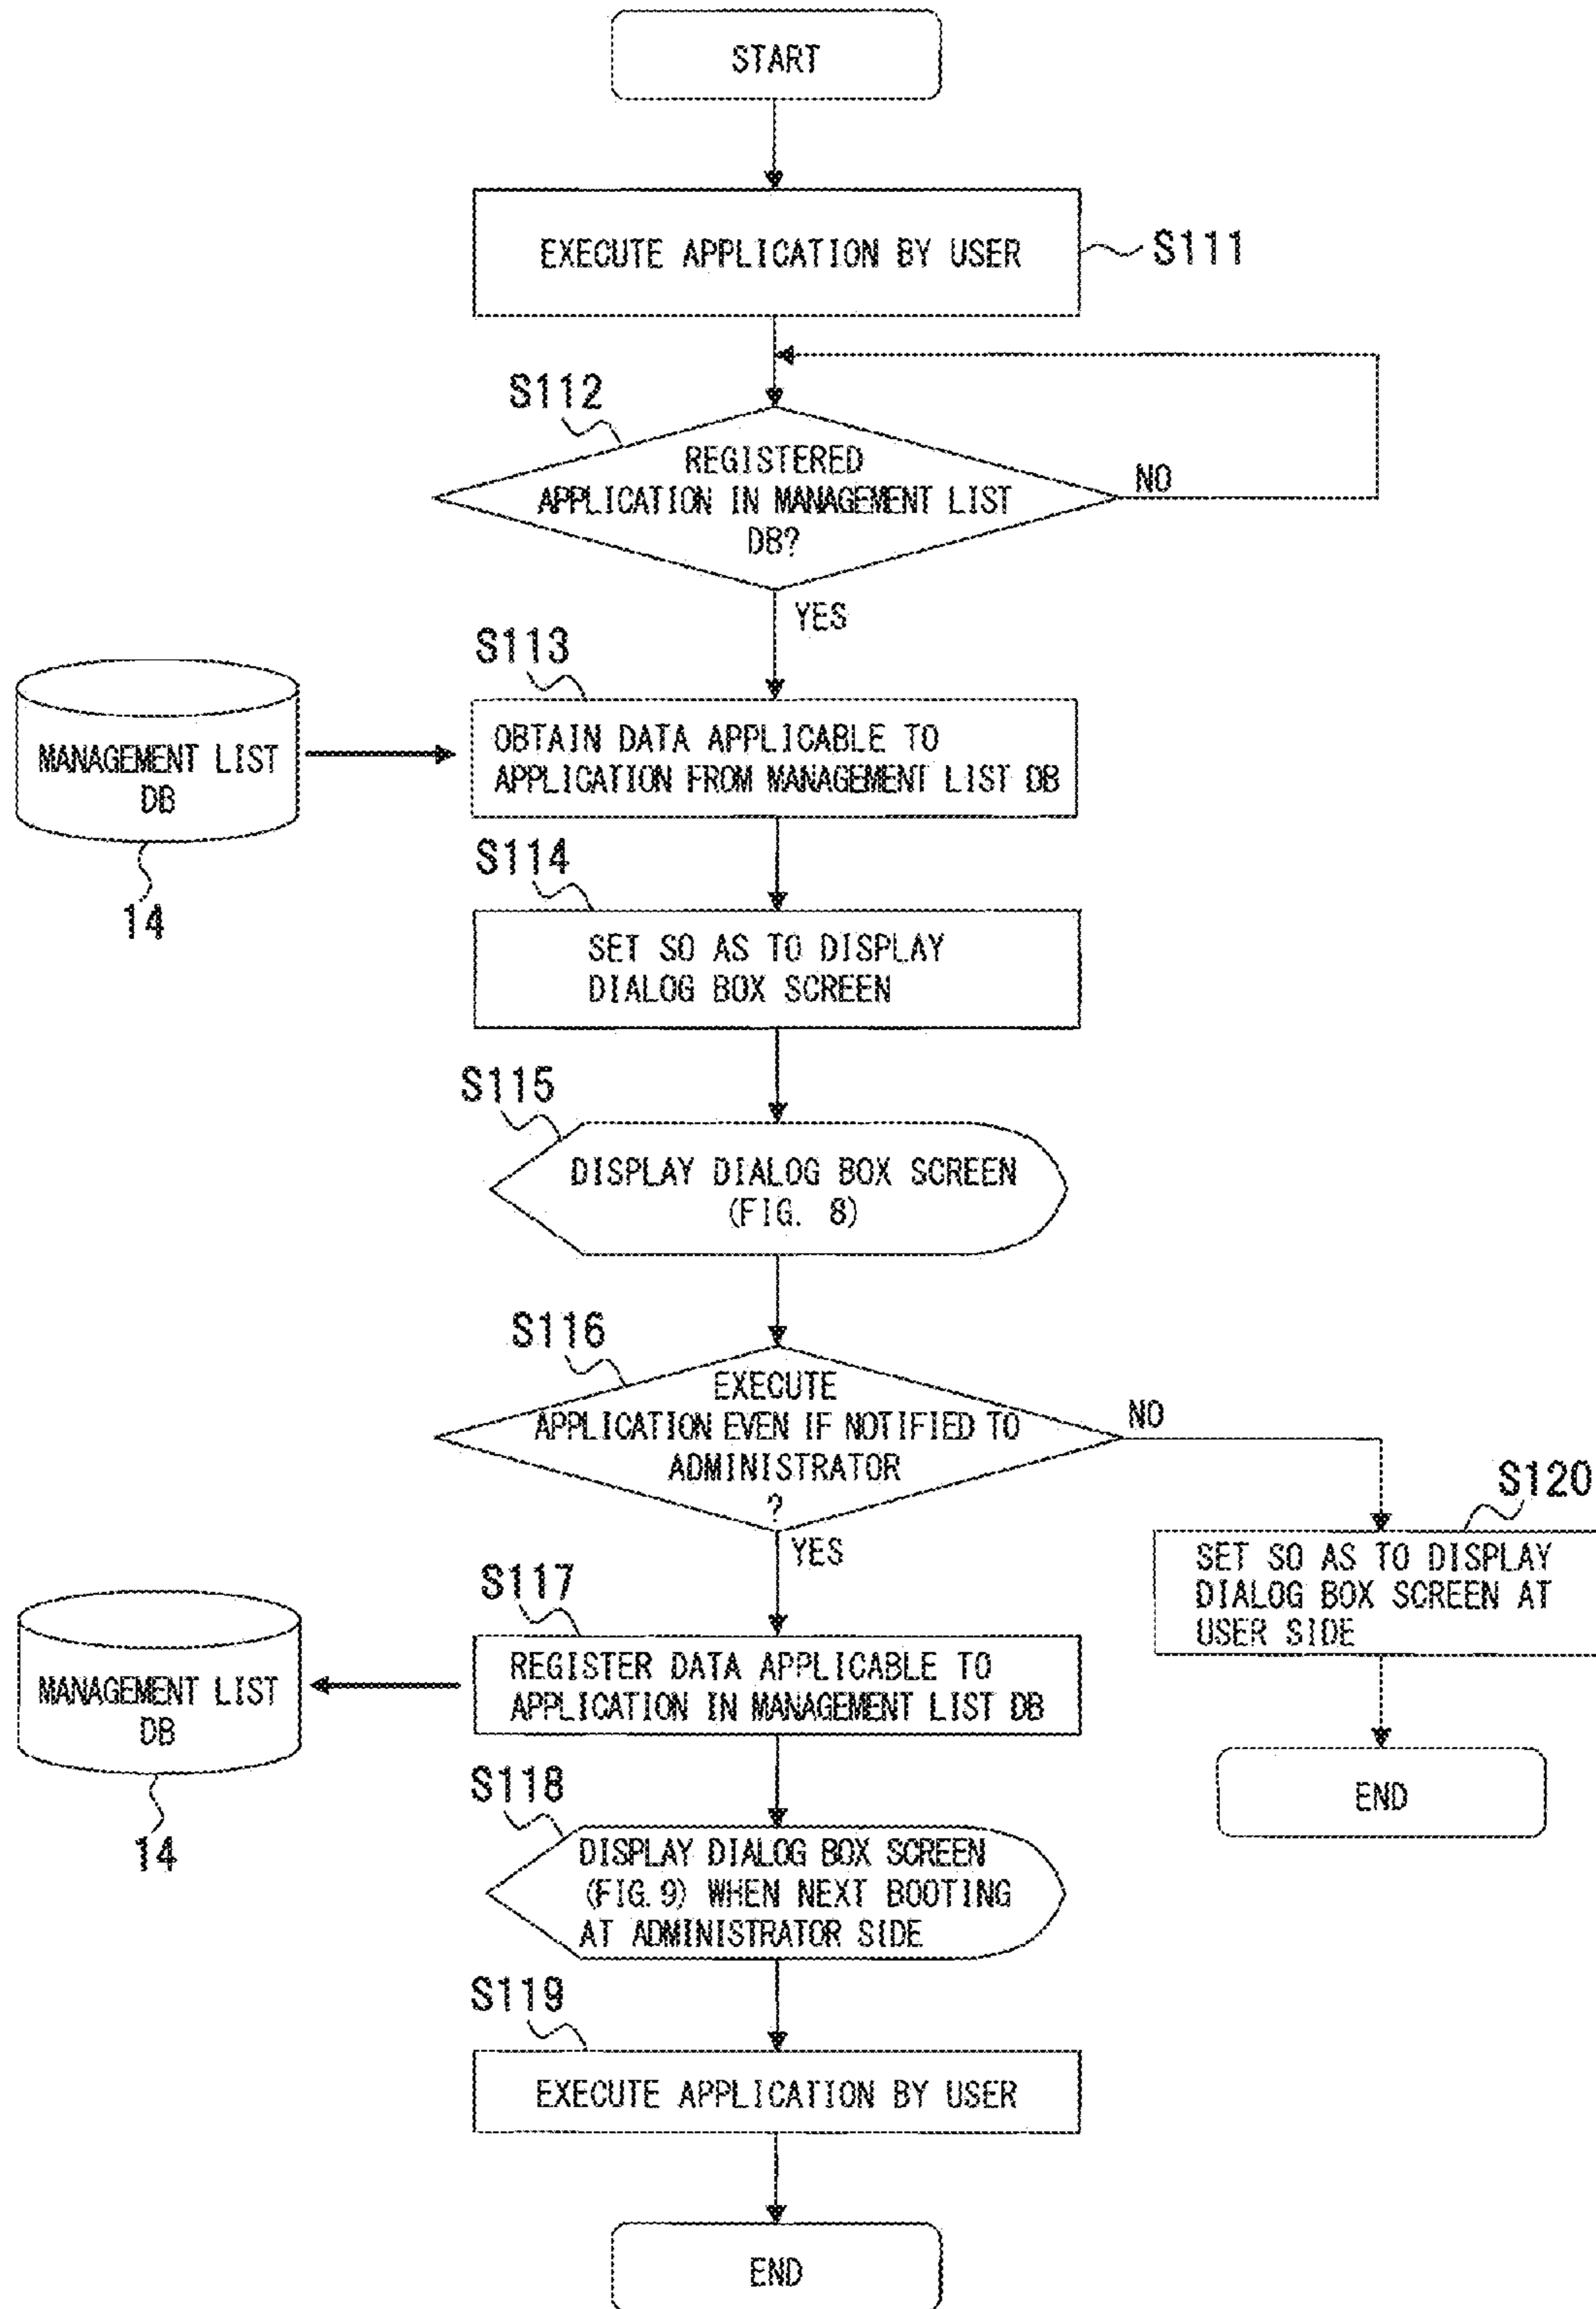 START
EXECUTE APPLICATION BY USER
S111
S112
REGISTERED
APPLICATION IN MANAGEMENT LIST
DB?
NO
YES
S113
MANAGEMENT LIST
DB
14
OBTAIN DATA APPLICABLE TO
APPLICATION FROM MANAGEMENT LIST DB
S114
SET SO AS TO DISPLAY
DIALOG BOX SCREEN
S115
DISPLAY DIALOG BOX SCREEN
(FIG. 8)
S116
EXECUTE
APPLICATION EVEN IF NOTIFIED TO
ADMINISTRATOR
?
NO
YES
S120
SET SO AS TO DISPLAY
DIALOG BOX SCREEN AT
USER SIDE
END
S117
MANAGEMENT LIST
DB
14
REGISTER DATA APPLICABLE TO
APPLICATION IN MANAGEMENT LIST DB
S118
DISPLAY DIALOG BOX SCREEN
(FIG. 9) WHEN NEXT BOOTING
AT ADMINISTRATOR SIDE
S119
EXECUTE APPLICATION BY USER
END